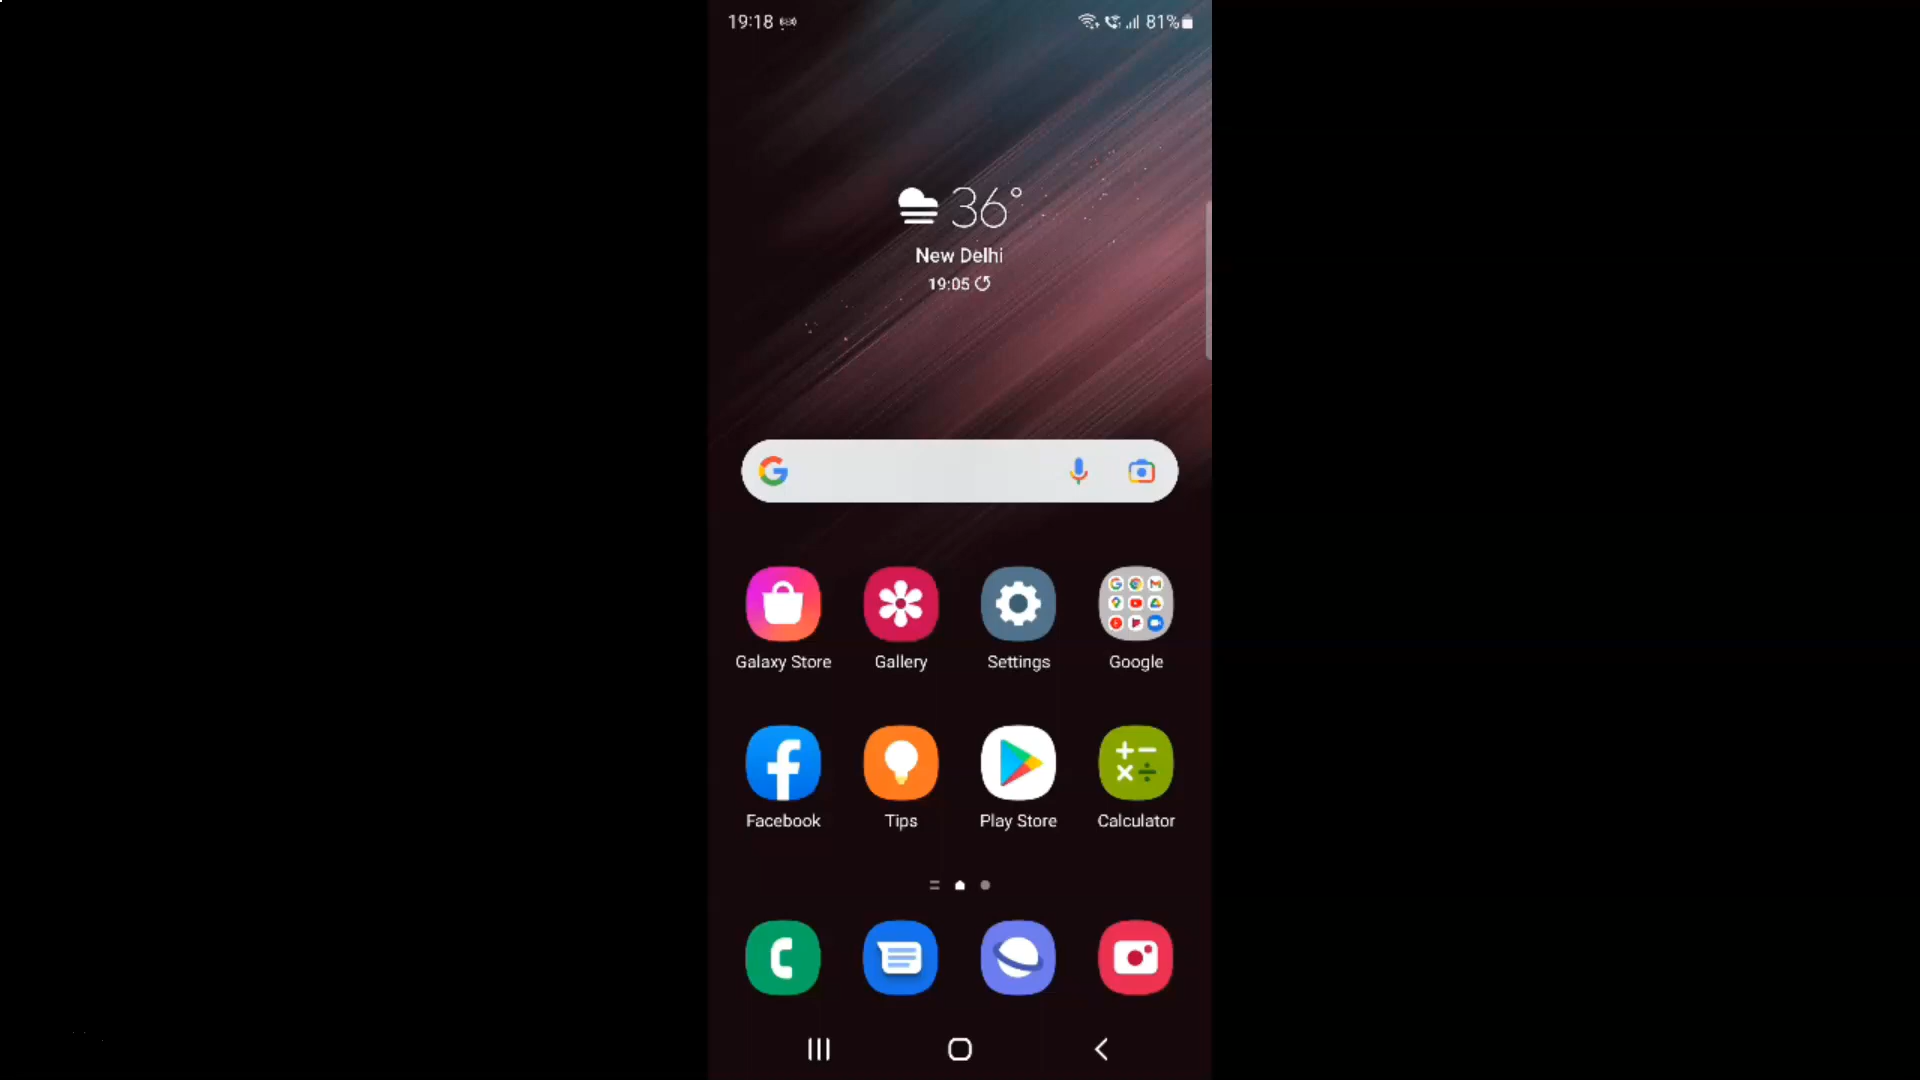 19:18
81%
36°
New Delhi
19:05
Galaxy Store
Gallery
Settings
Google
Facebook
Tips
Play Store
Calculator